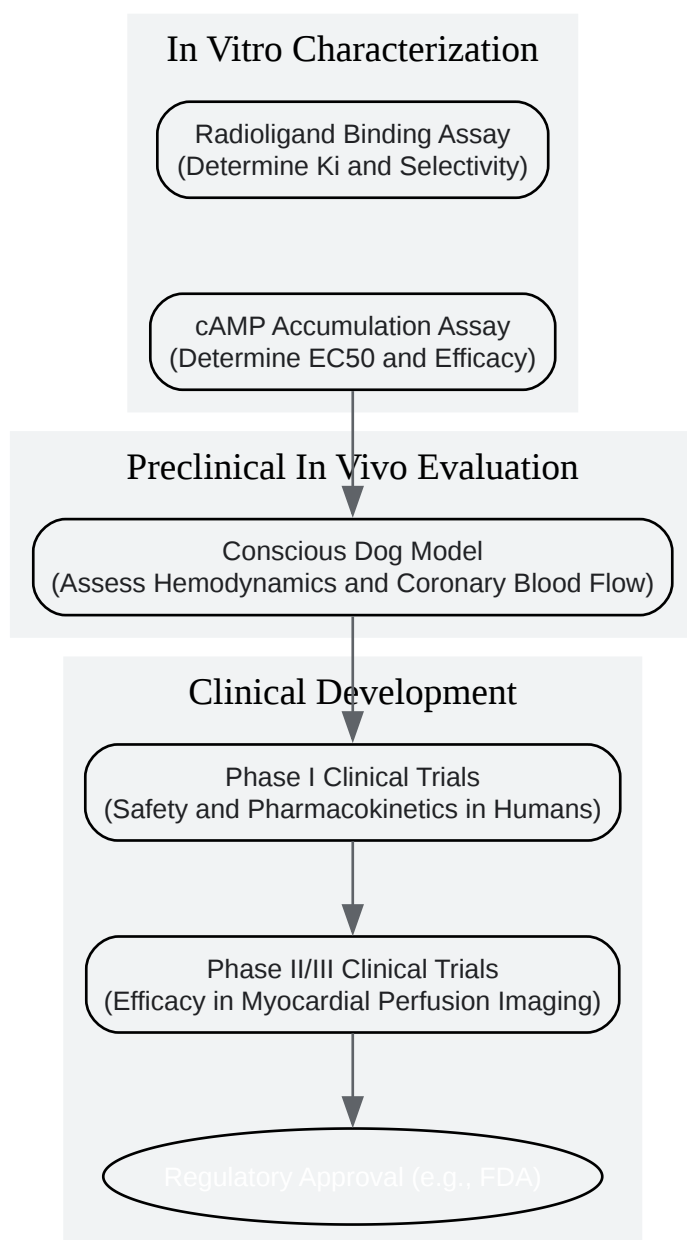 In Vitro Characterization
Radioligand Binding Assay
(Determine Ki and Selectivity)
cAMP Accumulation Assay
(Determine EC50 and Efficacy)
Preclinical In Vivo Evaluation
Conscious Dog Model
(Assess Hemodynamics and Coronary Blood Flow)
Clinical Development
Phase I Clinical Trials
(Safety and Pharmacokinetics in Humans)
Phase II/III Clinical Trials
(Efficacy in Myocardial Perfusion Imaging)
Regulatory Approval (e.g., FDA)